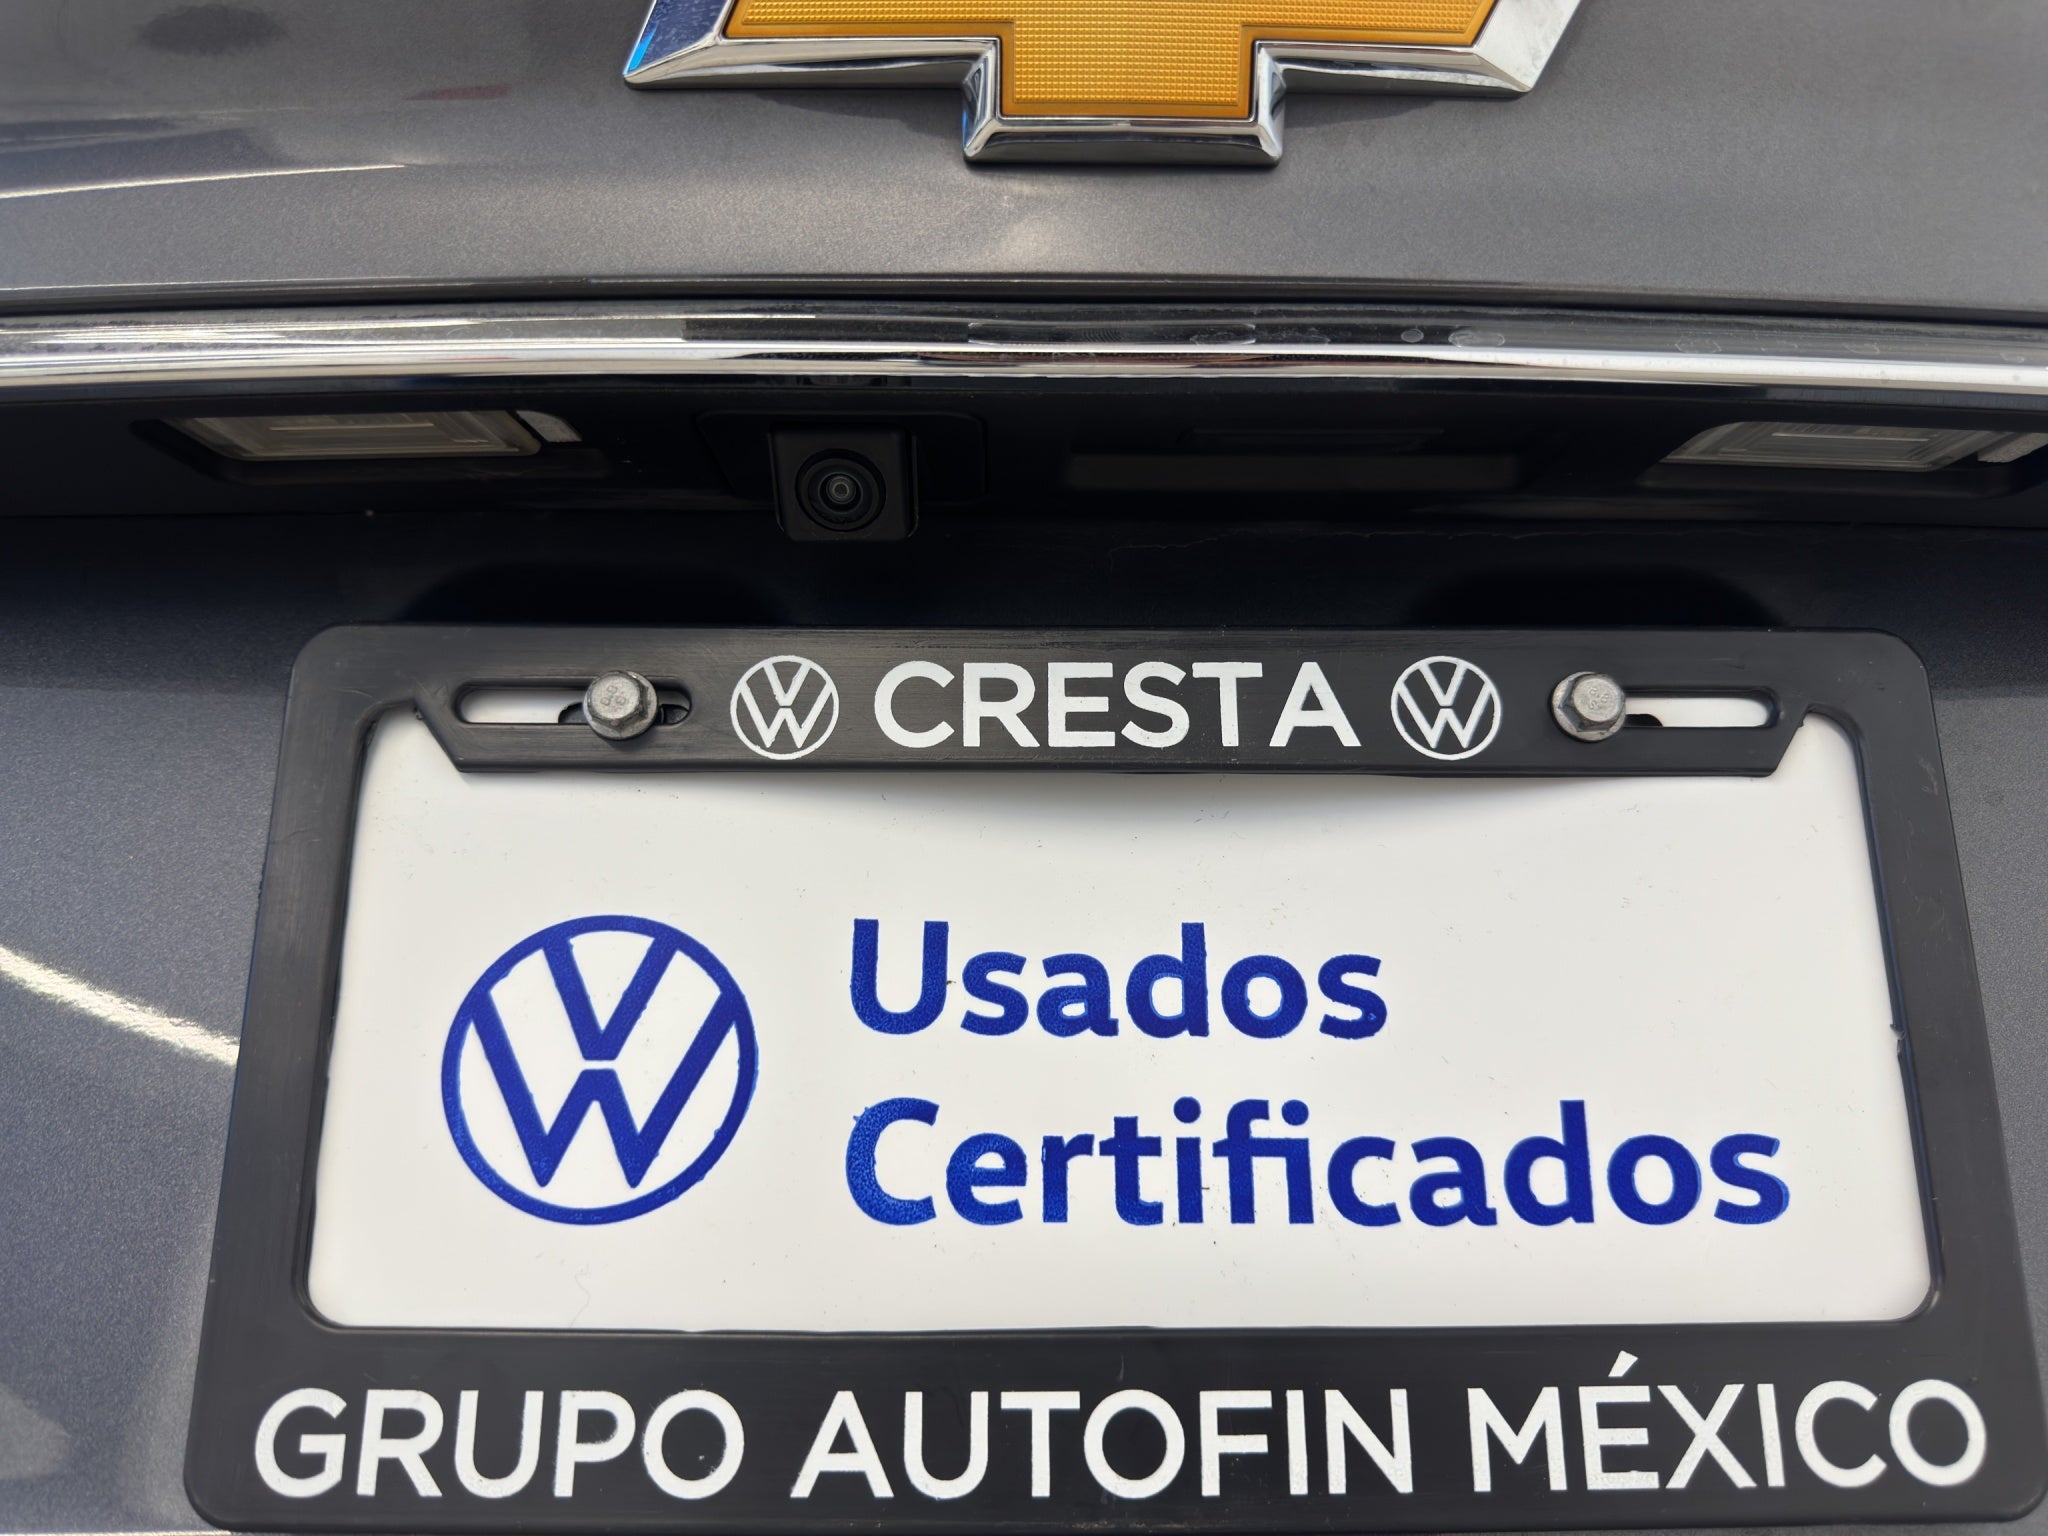 CRESTA
Usados
Certificados
GRUPO AUTOFIN MÉXICO